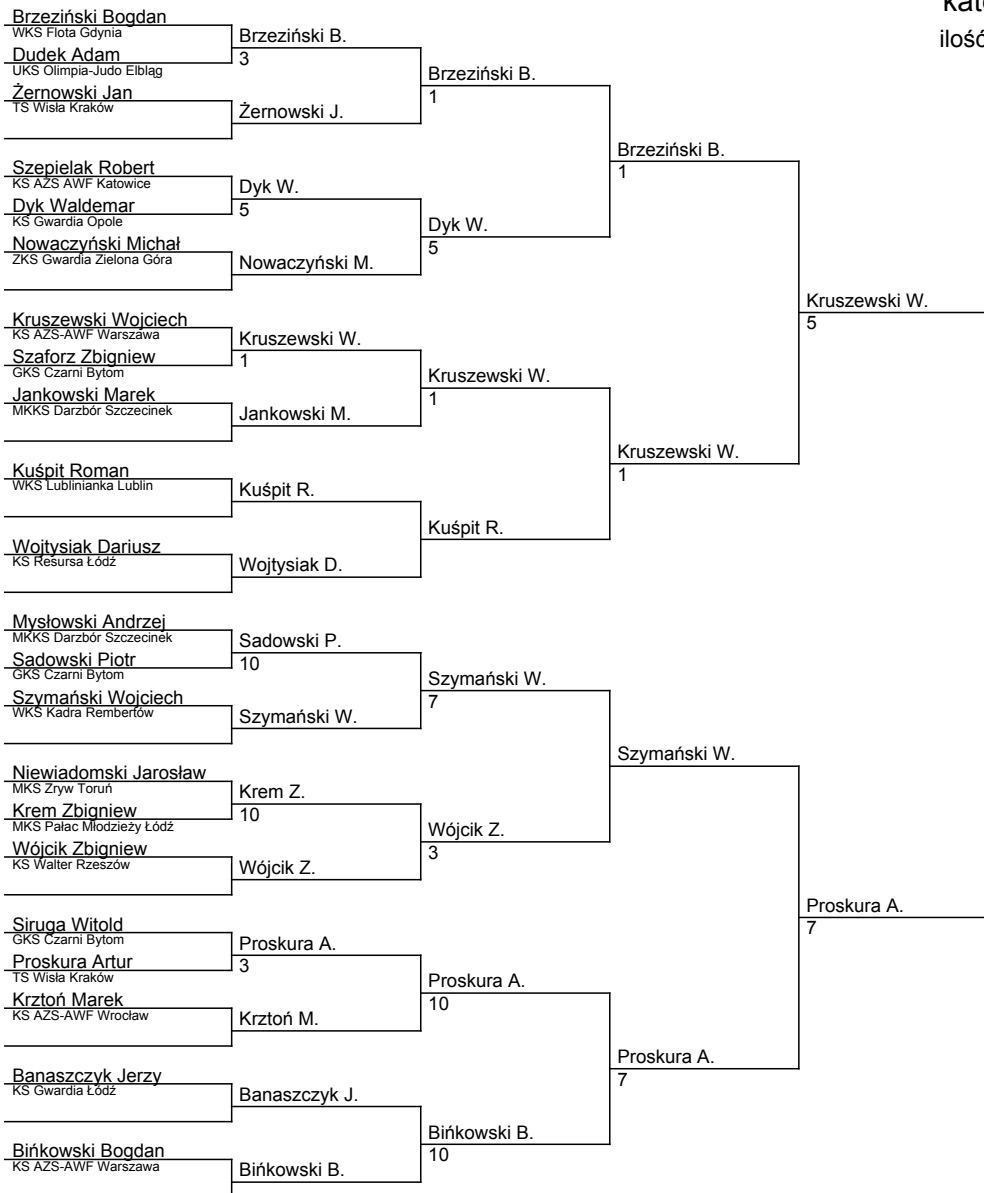 kate
ilość
Brzeziński Bogdan
WKS Flota Gdynia
Dudek Adam
UKS Olimpia-Judo Elbląg
Żernowski Jan
TS Wisła Kraków
Szepielak Robert
KS AZS AWF Katowice
Dyk Waldemar
KS Gwardia Opole
Nowaczyński Michał
ZKS Gwardia Zielona Góra
Kruszewski Wojciech
KS AZS-AWF Warszawa
Szaforz Zbigniew
GKS Czarni Bytom
Jankowski Marek
MKKS Darzbór Szczecinek
Kuśpit Roman
WKS Lublinianka Lublin
Wojtysiak Dariusz
KS Resursa Łódź
Mysłowski Andrzej
MKKS Darzbór Szczecinek
Sadowski Piotr
GKS Czarni Bytom
Szymański Wojciech
WKS Kadra Rembertów
Niewiadomski Jarosław
MKS Zryw Toruń
Krem Zbigniew
MKS Pałac Młodzieży Łódź
Wójcik Zbigniew
KS Walter Rzeszów
Siruga Witold
GKS Czarni Bytom
Proskura Artur
TS Wisła Kraków
Krztoń Marek
KS AZS-AWF Wrocław
Banaszczyk Jerzy
KS Gwardia Łódź
Bińkowski Bogdan
KS AZS-AWF Warszawa
Brzeziński B.
3
Żernowski J.
Dyk W.
5
Nowaczyński M.
Kruszewski W.
1
Jankowski M.
Kuśpit R.
Wojtysiak D.
Sadowski P.
10
Szymański W.
Krem Z.
10
Wójcik Z.
Proskura A.
3
Krztoń M.
Banaszczyk J.
Bińkowski B.
Brzeziński B.
1
Dyk W.
5
Kruszewski W.
1
Kuśpit R.
Szymański W.
7
Wójcik Z.
3
Proskura A.
10
Bińkowski B.
10
Brzeziński B.
1
Kruszewski W.
1
Szymański W.
Proskura A.
7
Kruszewski W.
5
Proskura A.
7